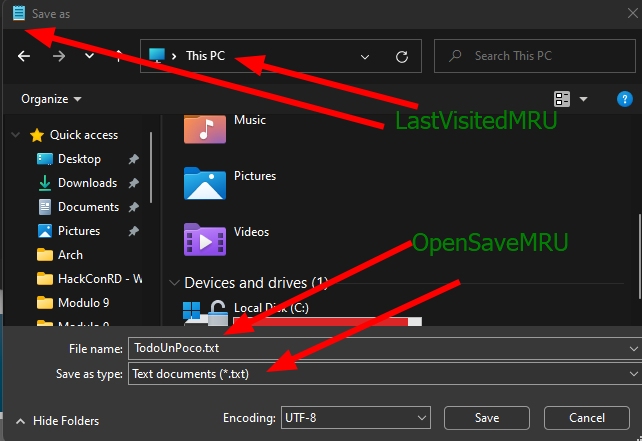 Save as
This PC
Search This PC
Organize
LastVisitedMRU
Quick access
Music
Desktop
Downloads
Documents
Pictures
Pictures
Arch
Videos
OpenSaveMRU
HackConRD - W
Modulo 9
Devices and drives (1)
Local Disk (C:)
Modulo 9
File name:
TodoUnPoco.txt
Save as type:
Text documents (*.txt)
Hide Folders
Encoding:
UTF-8
Save
Cancel